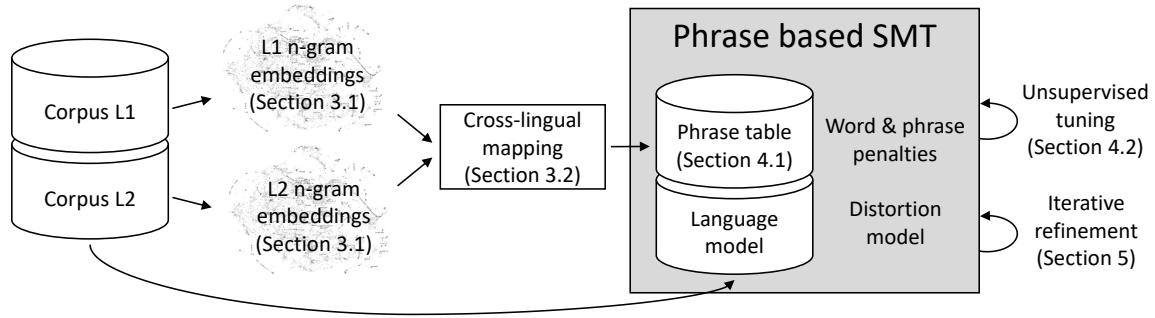 Corpus L1
Corpus L2
L1 n-gram
embeddings
(Section 3.1)
L2 n-gram
embeddings
(Section 3.1)
Cross-lingual
mapping
(Section 3.2)
Phrase based SMT
Phrase table
(Section 4.1)
Language
model
Word & phrase
penalties
Distortion
model
Unsupervised
tuning
(Section 4.2)
Iterative
refinement
(Section 5)